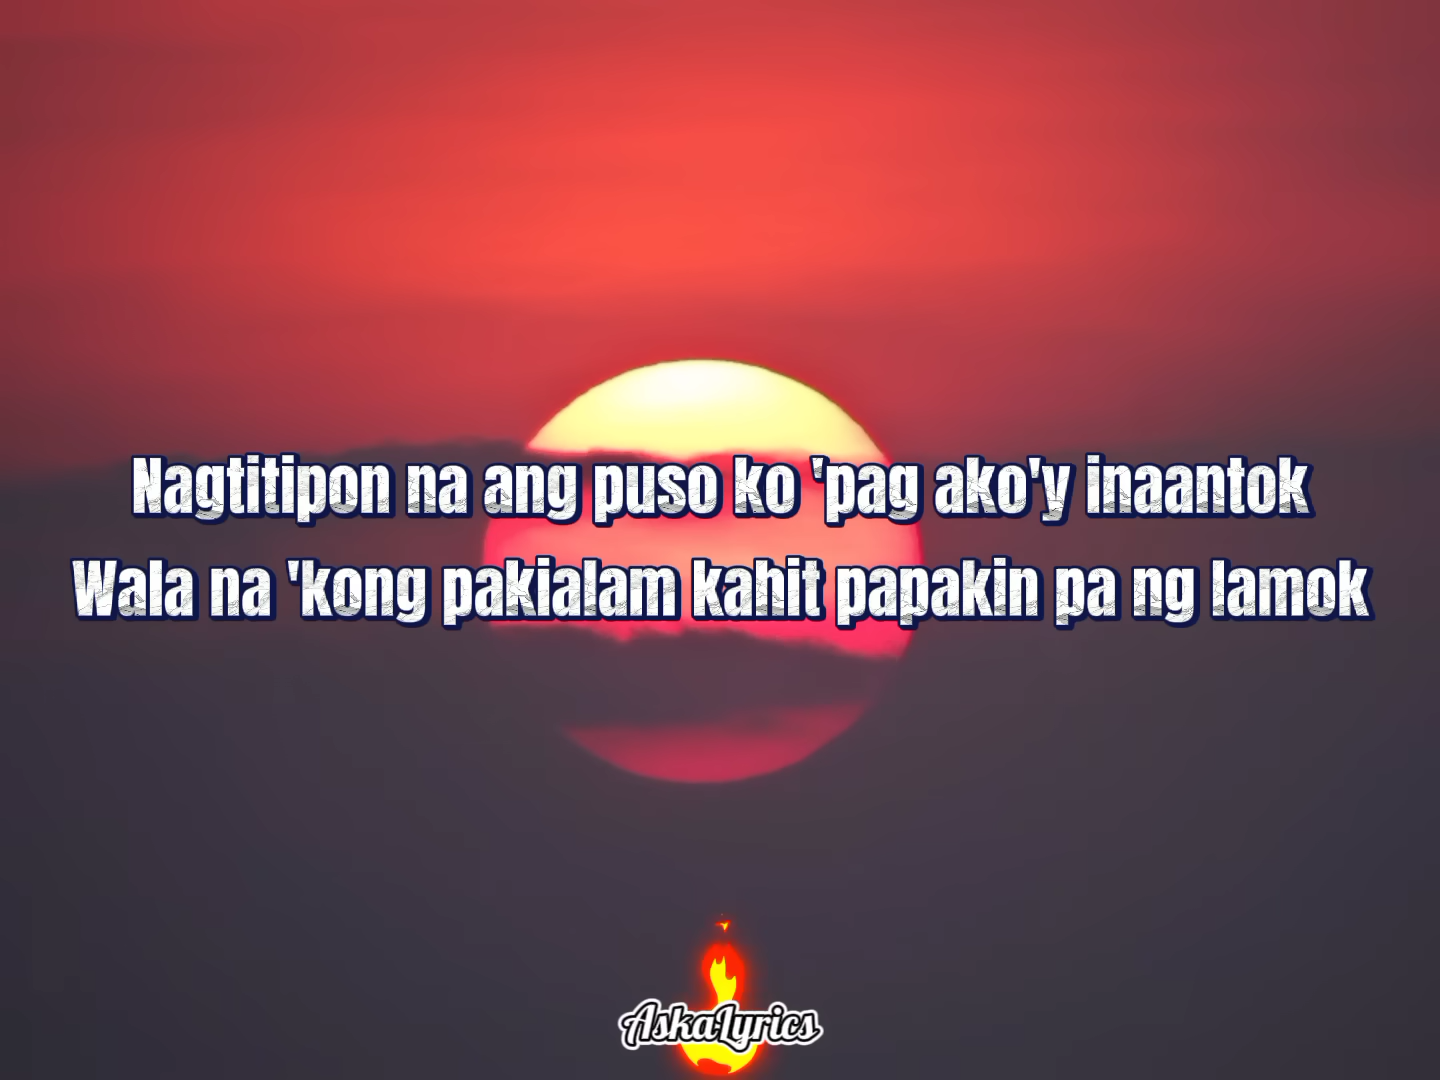 Nagtitipon na ang puso ko 'pag ako'y inaantok
Wala na 'kong pakialam kahit papakin pa ng lamok
AskaLyrics